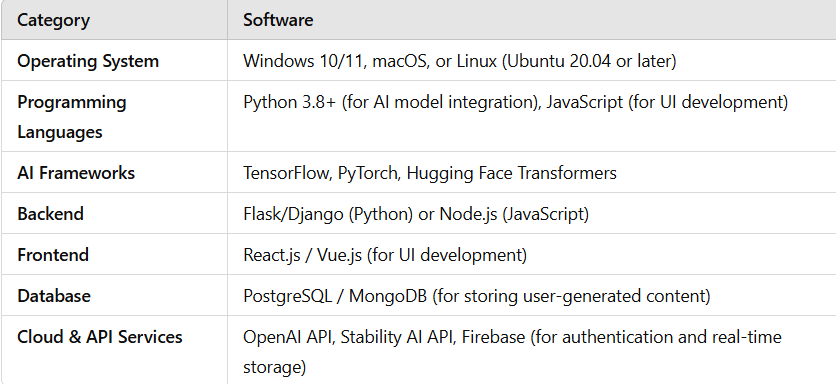 Category Software
Operating System Windows 10/11, macOS, or Linux (Ubuntu 20.04 or later)
Programming Python 3.8+ (for AI model integration), JavaScript (for UI development)
Languages
AI Frameworks TensorFlow, PyTorch, Hugging Face Transformers
Backend Flask/Django (Python) or Node.js (JavaScript)
Frontend React.js / Vue.js (for UI development)
Database PostgreSQL / MongoDB (for storing user-generated content)
Cloud & API Services OpenAI API, Stability AI API, Firebase (for authentication and real-time
storage)